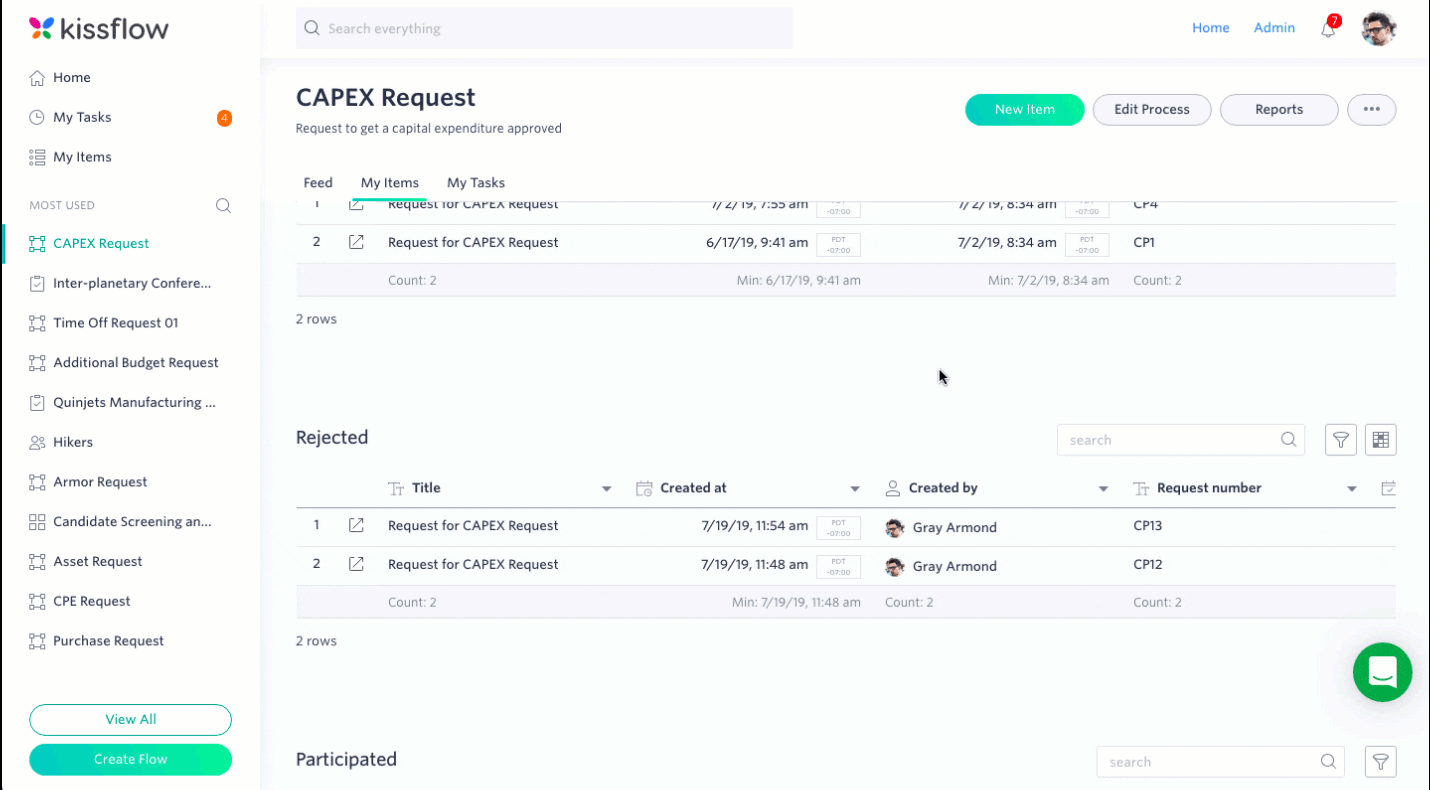 kissflow
Search everything
Home Admin 7
Home
My Tasks 4
My Items
MOST USED
CAPEX Request
Inter-planetary Confere...
Time Off Request 01
Additional Budget Request
Quinjets Manufacturing ...
Hikers
Armor Request
Candidate Screening an...
Asset Request
CPE Request
Purchase Request
View All
Create Flow
CAPEX Request
Request to get a capital expenditure approved
New Item Edit Process Reports •••
Feed My Items My Tasks
1 Request for CAPEX Request 7/2/19, 7:55 am PDT -07:00 7/2/19, 8:34 am PDT -07:00 CP4
2 Request for CAPEX Request 6/17/19, 9:41 am PDT -07:00 7/2/19, 8:34 am PDT -07:00 CP1
Count: 2 Min: 6/17/19, 9:41 am Min: 7/2/19, 8:34 am Count: 2
2 rows
Rejected search
Title Created at Created by Request number
1 Request for CAPEX Request 7/19/19, 11:54 am PDT -07:00 Gray Armond CP13
2 Request for CAPEX Request 7/19/19, 11:48 am PDT -07:00 Gray Armond CP12
Count: 2 Min: 7/19/19, 11:48 am Count: 2 Count: 2
2 rows
Participated search